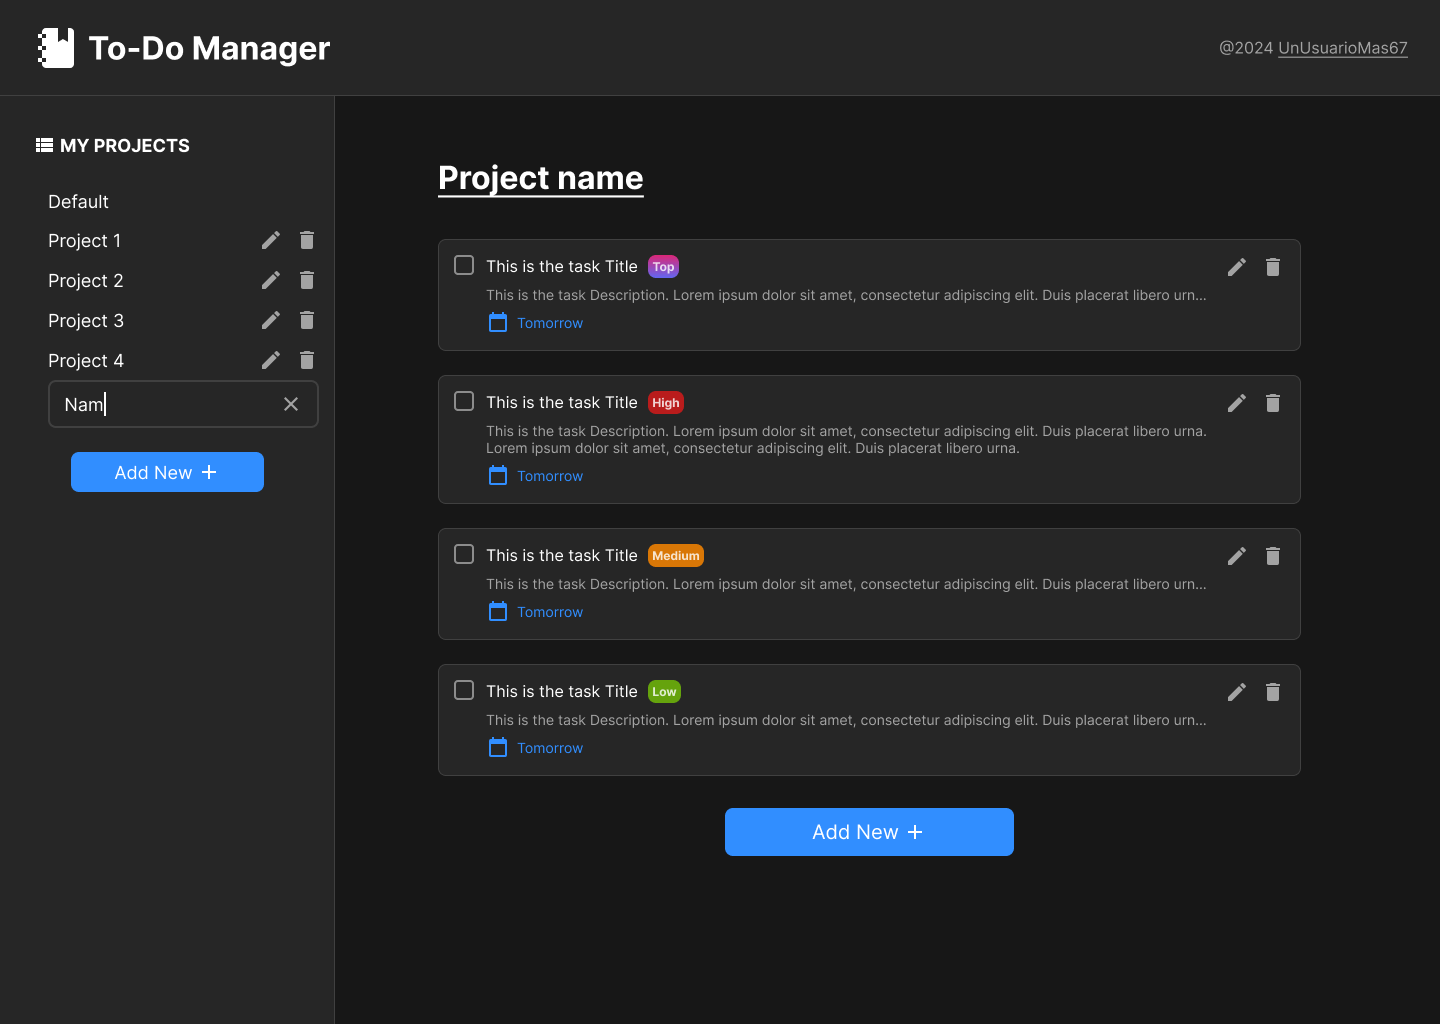 To-Do Manager
@2024 UnUsuarioMas67
MY PROJECTS
Default
Project 1
Project 2
Project 3
Project 4
Nam
Add New
Project name
This is the task Title Top
This is the task Description. Lorem ipsum dolor sit amet, consectetur adipiscing elit. Duis placerat libero urn...
Tomorrow
This is the task Title High
This is the task Description. Lorem ipsum dolor sit amet, consectetur adipiscing elit. Duis placerat libero urna.
Lorem ipsum dolor sit amet, consectetur adipiscing elit. Duis placerat libero urna.
Tomorrow
This is the task Title Medium
This is the task Description. Lorem ipsum dolor sit amet, consectetur adipiscing elit. Duis placerat libero urn...
Tomorrow
This is the task Title Low
This is the task Description. Lorem ipsum dolor sit amet, consectetur adipiscing elit. Duis placerat libero urn...
Tomorrow
Add New